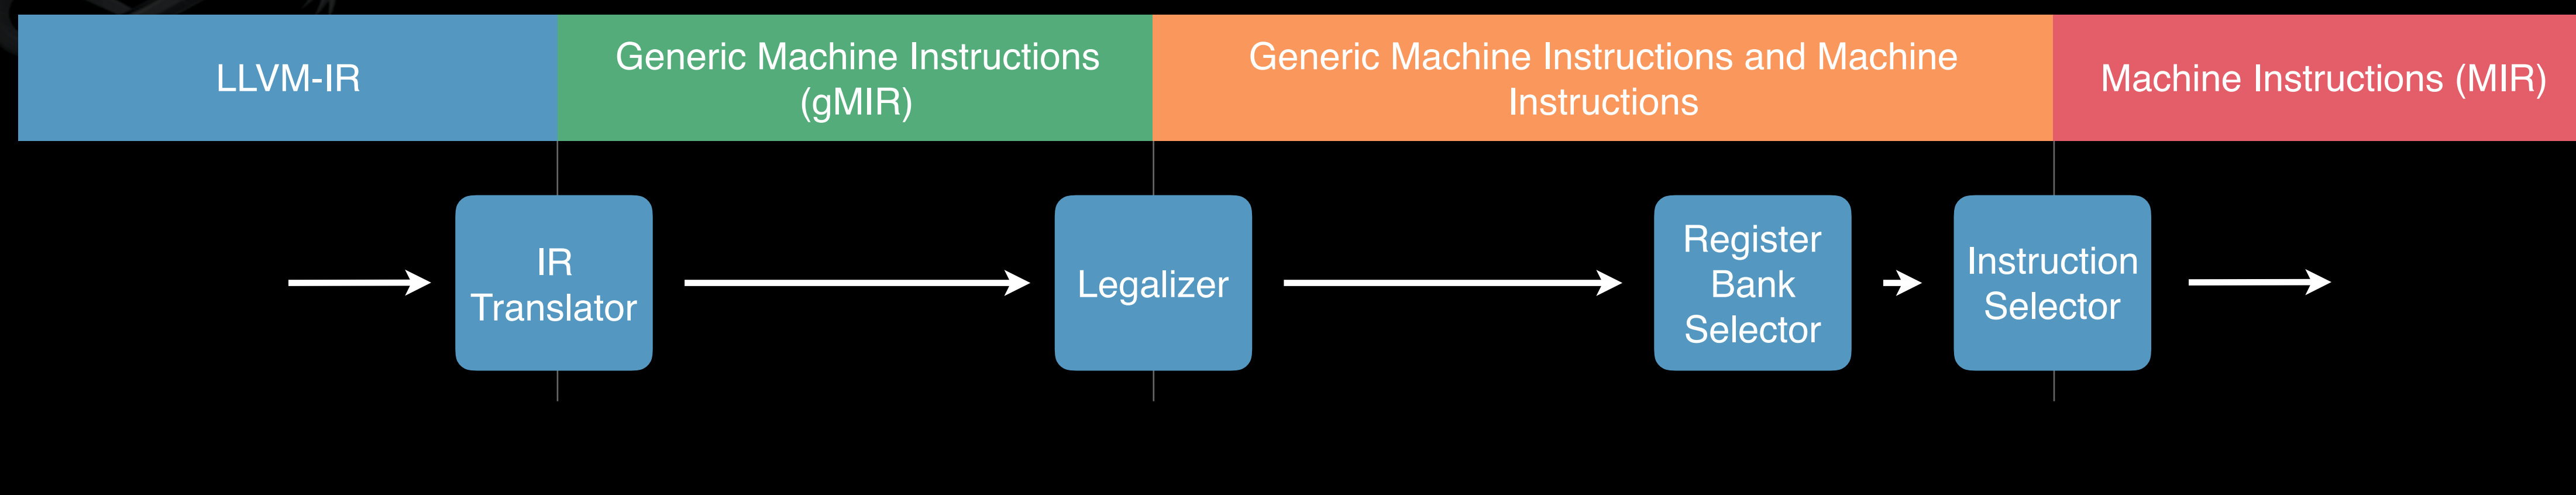 LLVM-IR
Generic Machine Instructions
(gMIR)
Generic Machine Instructions and Machine
Instructions
Machine Instructions (MIR)
IR
Translator
Legalizer
Register
Bank
Selector
Instruction
Selector